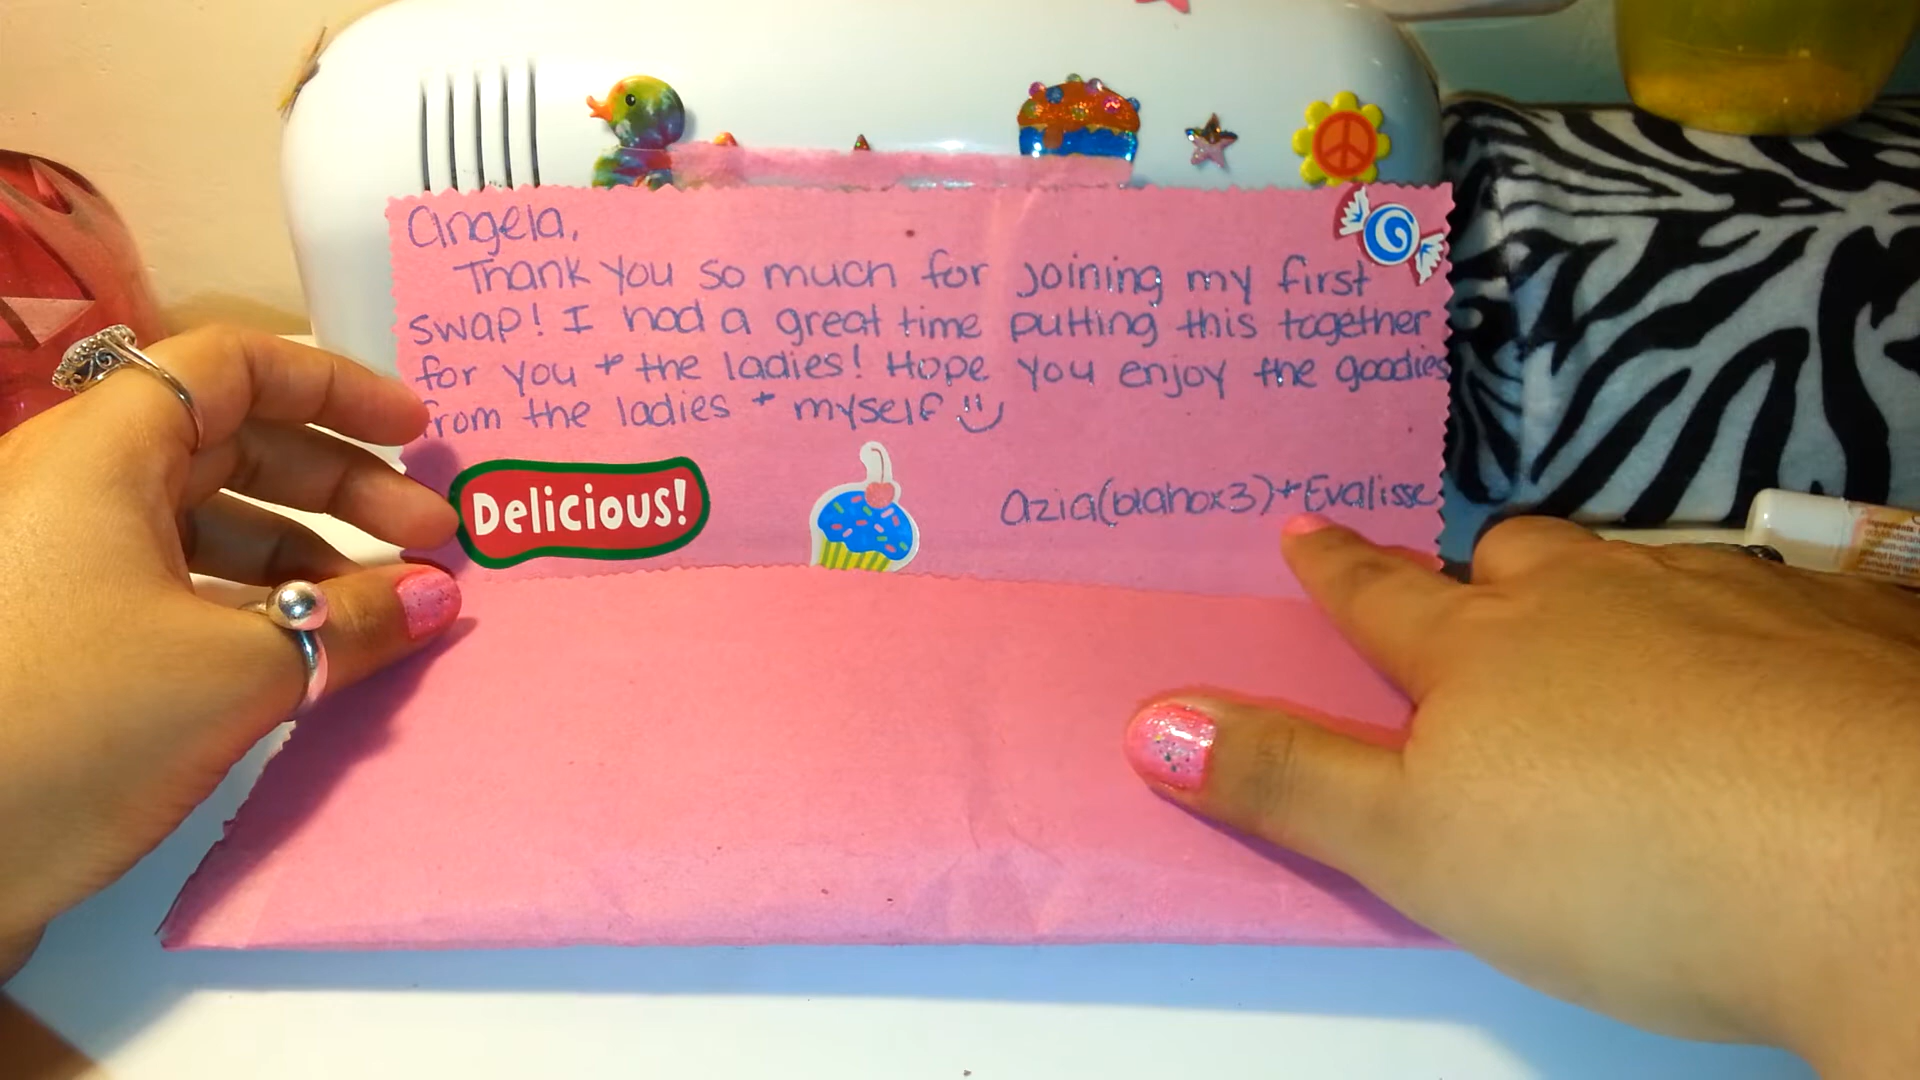 Angela,
Thank you so much for joining my first
swap! I had a great time putting this together
for you + the ladies! Hope you enjoy the goodies
from the ladies + myself
Delicious!
Azia(blahox3)+Evalisse
Ingredients